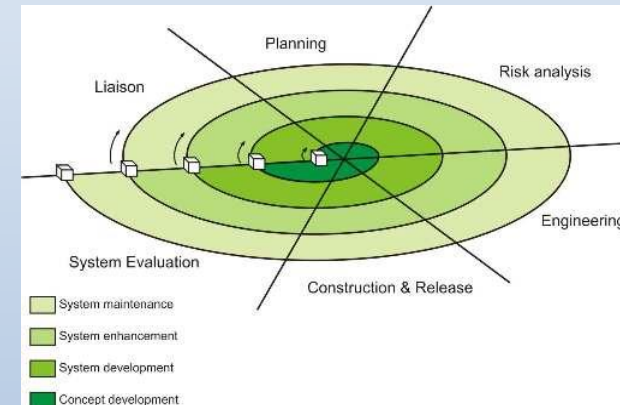 Planning
Risk analysis
Liaison
Engineering
System Evaluation
Construction & Release
System maintenance
System enhancement
System development
Concept development